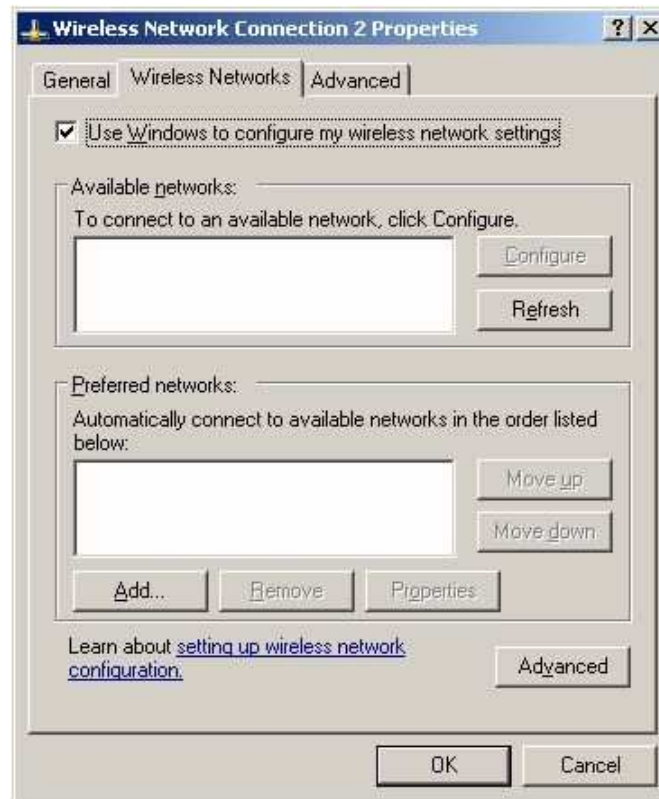 Wireless Network Connection 2 Properties
General Wireless Networks Advanced
Use Windows to configure my wireless network settings
Available networks:
To connect to an available network, click Configure.
Configure
Refresh
Preferred networks:
Automatically connect to available networks in the order listed
below:
Move up
Move down
Add... Remove Properties
Learn about setting up wireless network
configuration.
Advanced
OK Cancel